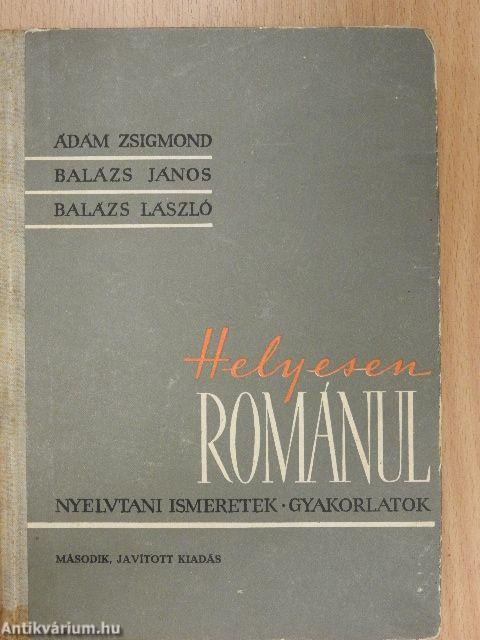 ÁDÁM ZSIGMOND
BALÁZS JÁNOS
BALÁZS LÁSZLÓ
Helyesen
ROMÁNUL
NYELVTANI ISMERETEK · GYAKORLATOK
MÁSODIK, JAVÍTOTT KIADÁS
Antikvárium.hu